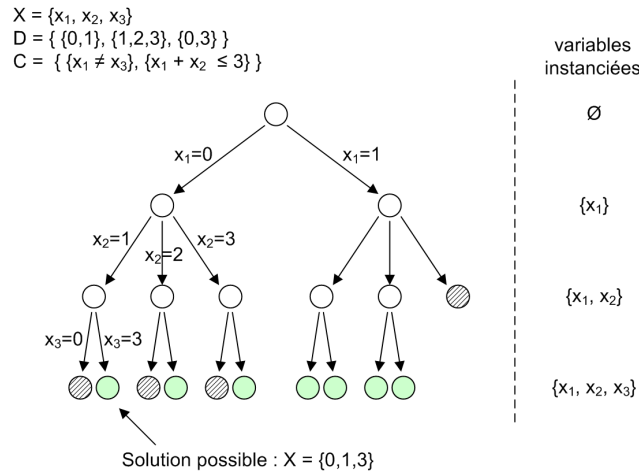 X = {x₁, x₂, x₃}
D = { {0,1}, {1,2,3}, {0,3} }
C = { {x₁ ≠ x₃}, {x₁ + x₂ ≤ 3} }
variables
instanciées
Ø
x₁=0
x₁=1
{x₁}
x₂=1
x₂=2
x₂=3
{x₁, x₂}
x₃=0
x₃=3
{x₁, x₂, x₃}
Solution possible : X = {0,1,3}